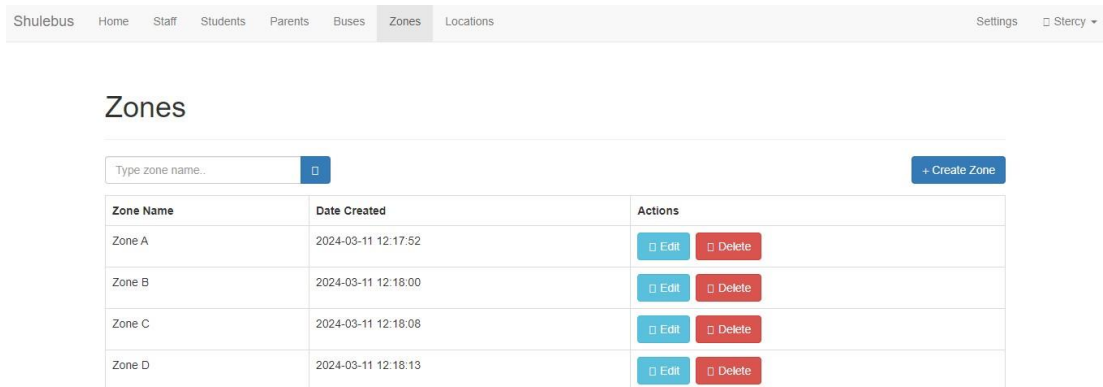 Shulebus Home Staff Students Parents Buses Zones Locations Settings Stercy
Zones
Type zone name..
+ Create Zone
Zone Name Date Created Actions
Zone A 2024-03-11 12:17:52 Edit Delete
Zone B 2024-03-11 12:18:00 Edit Delete
Zone C 2024-03-11 12:18:08 Edit Delete
Zone D 2024-03-11 12:18:13 Edit Delete